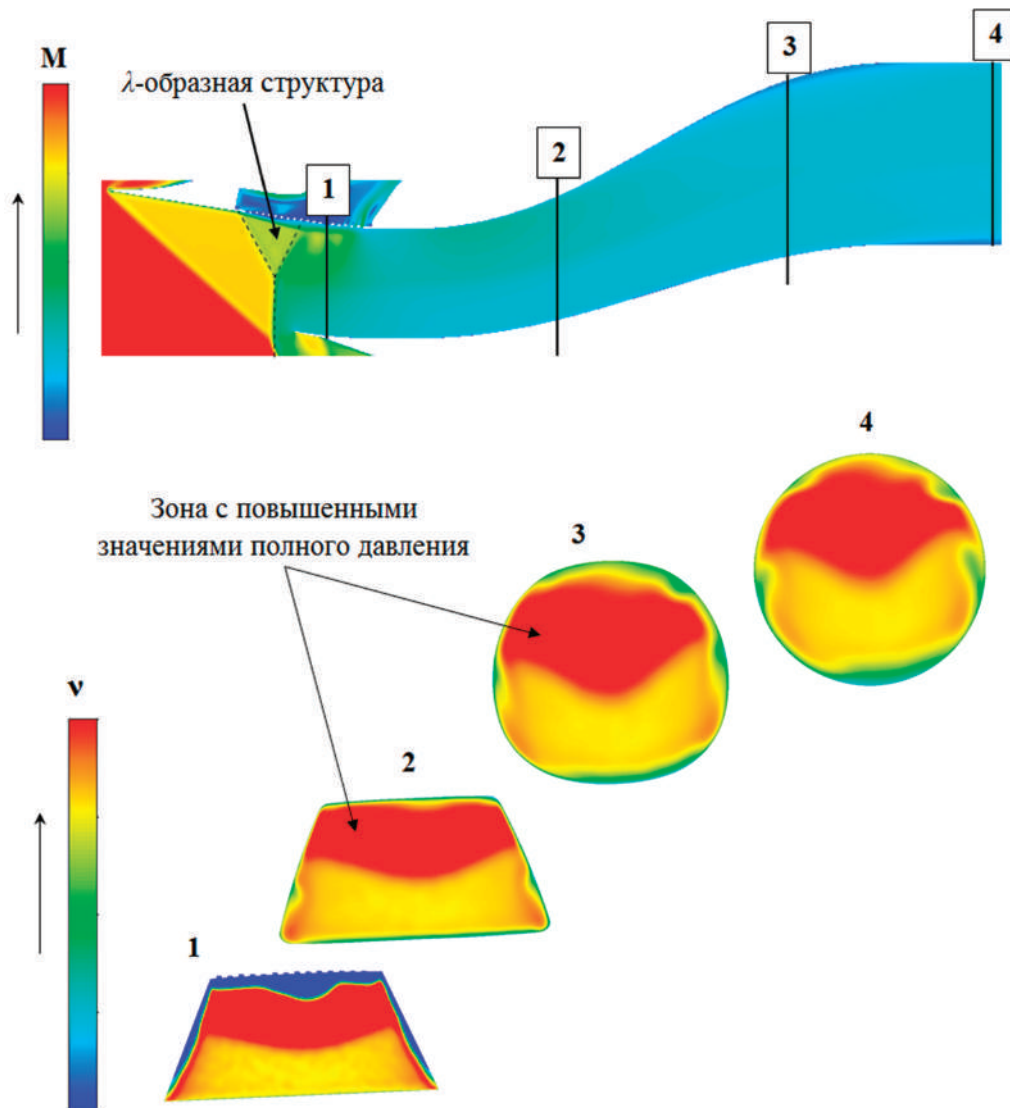 M
λ-образная структура
1
2
3
4
4
Зона с повышенными
значениями полного давления
3
ν
2
1